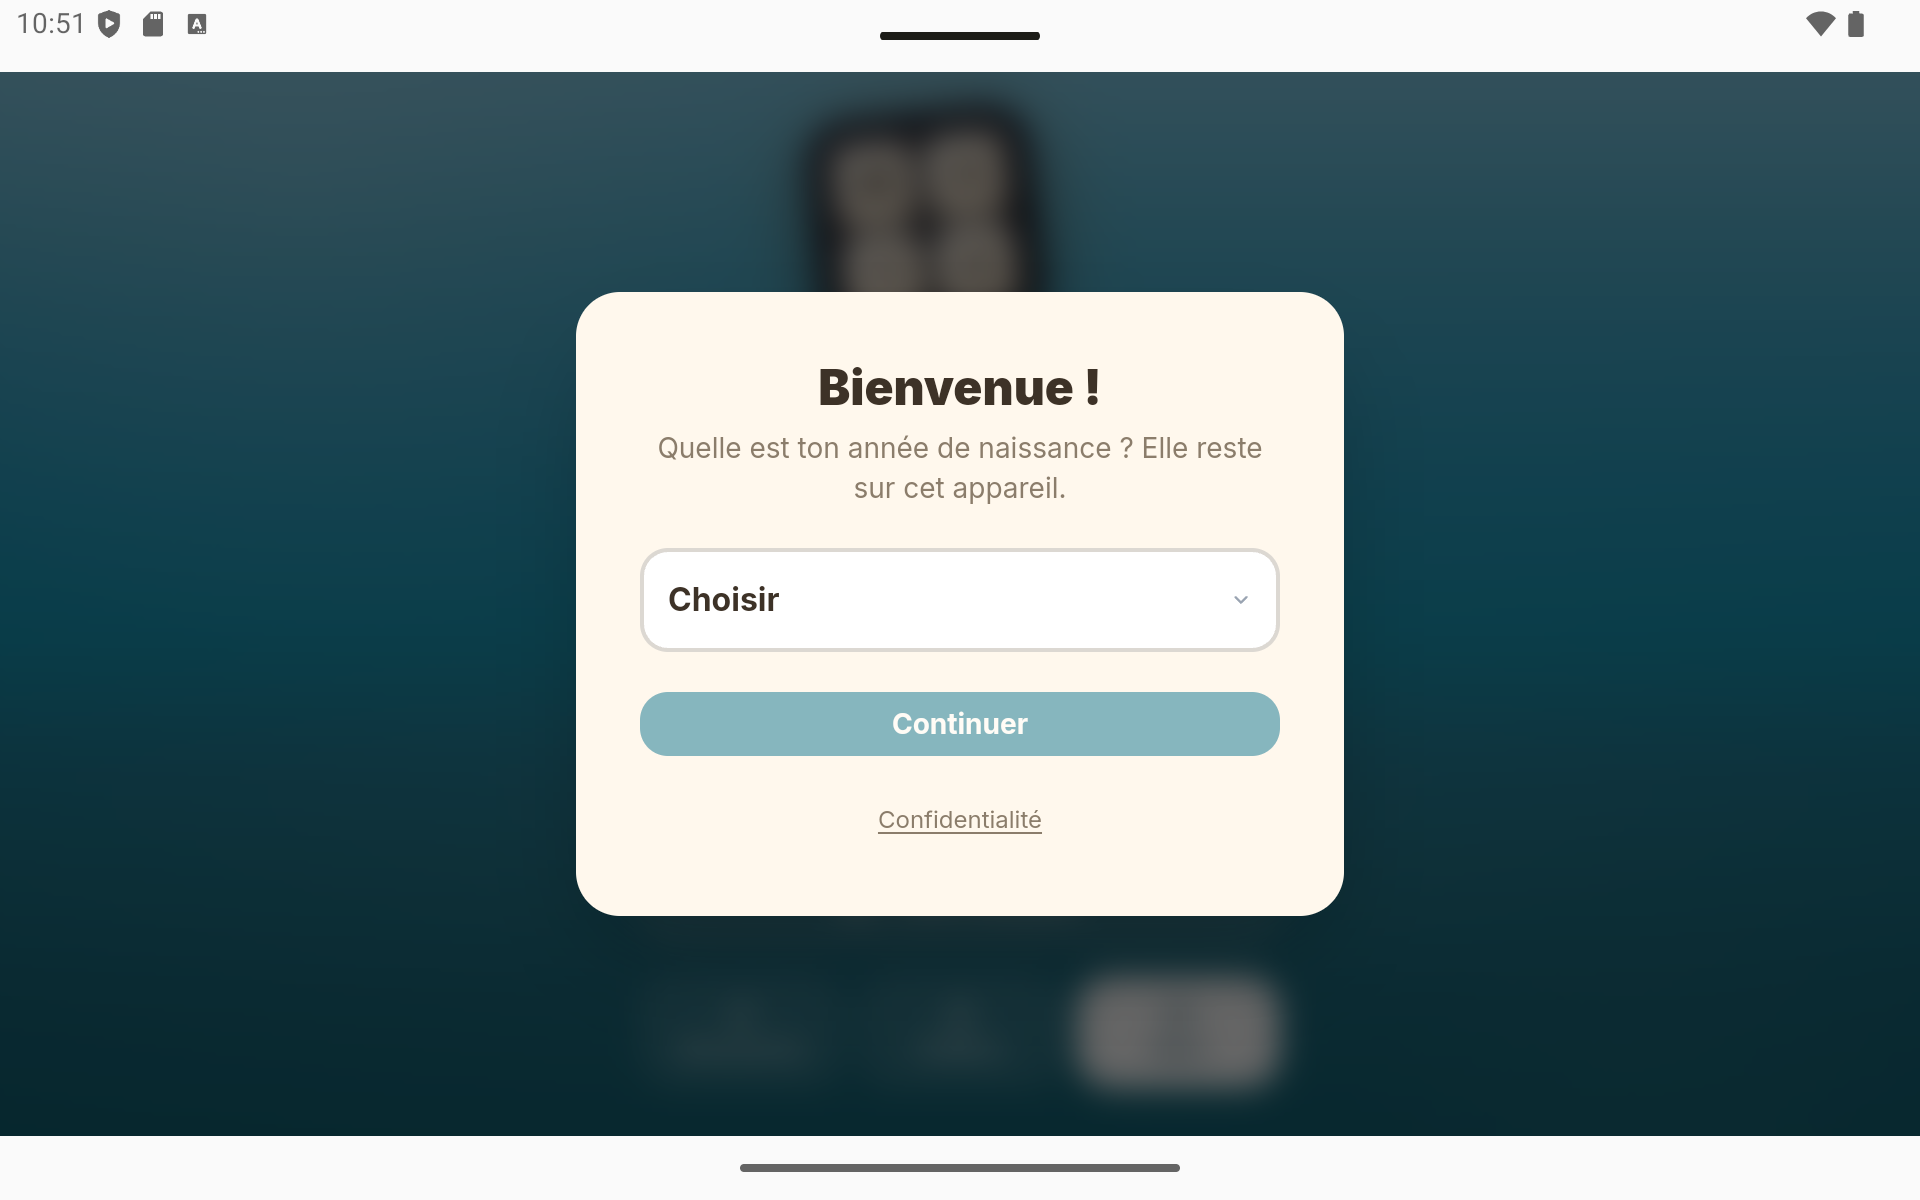 10:51
Bienvenue !
Quelle est ton année de naissance ? Elle reste
sur cet appareil.
Choisir
Continuer
Confidentialité